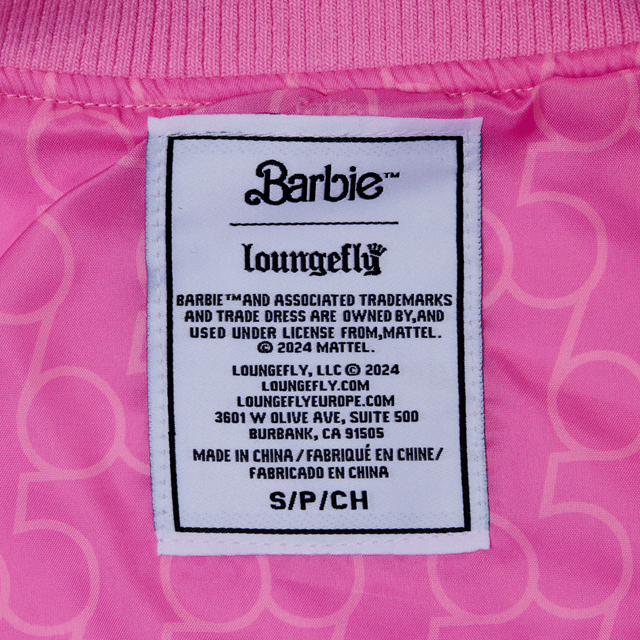 Barbie
Barbie™
loungefly
BARBIE™AND ASSOCIATED TRADEMARKS
AND TRADE DRESS ARE OWNED BY,AND
USED UNDER LICENSE FROM,MATTEL.
© 2024 MATTEL.
LOUNGEFLY, LLC © 2024
LOUNGEFLY.COM
LOUNGEFLYEUROPE.COM
3601 W OLIVE AVE, SUITE 500
BURBANK, CA 91505
MADE IN CHINA/FABRIQUÉ EN CHINE/
FABRICADO EN CHINA
S/P/CH